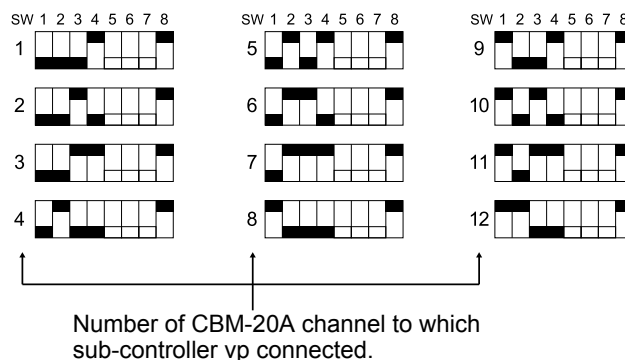 SW 1 2 3 4 5 6 7 8 SW 1 2 3 4 5 6 7 8 SW 1 2 3 4 5 6 7 8
1 5 9
2 6 10
3 7 11
4 8 12
Number of CBM-20A channel to which
sub-controller vp connected.